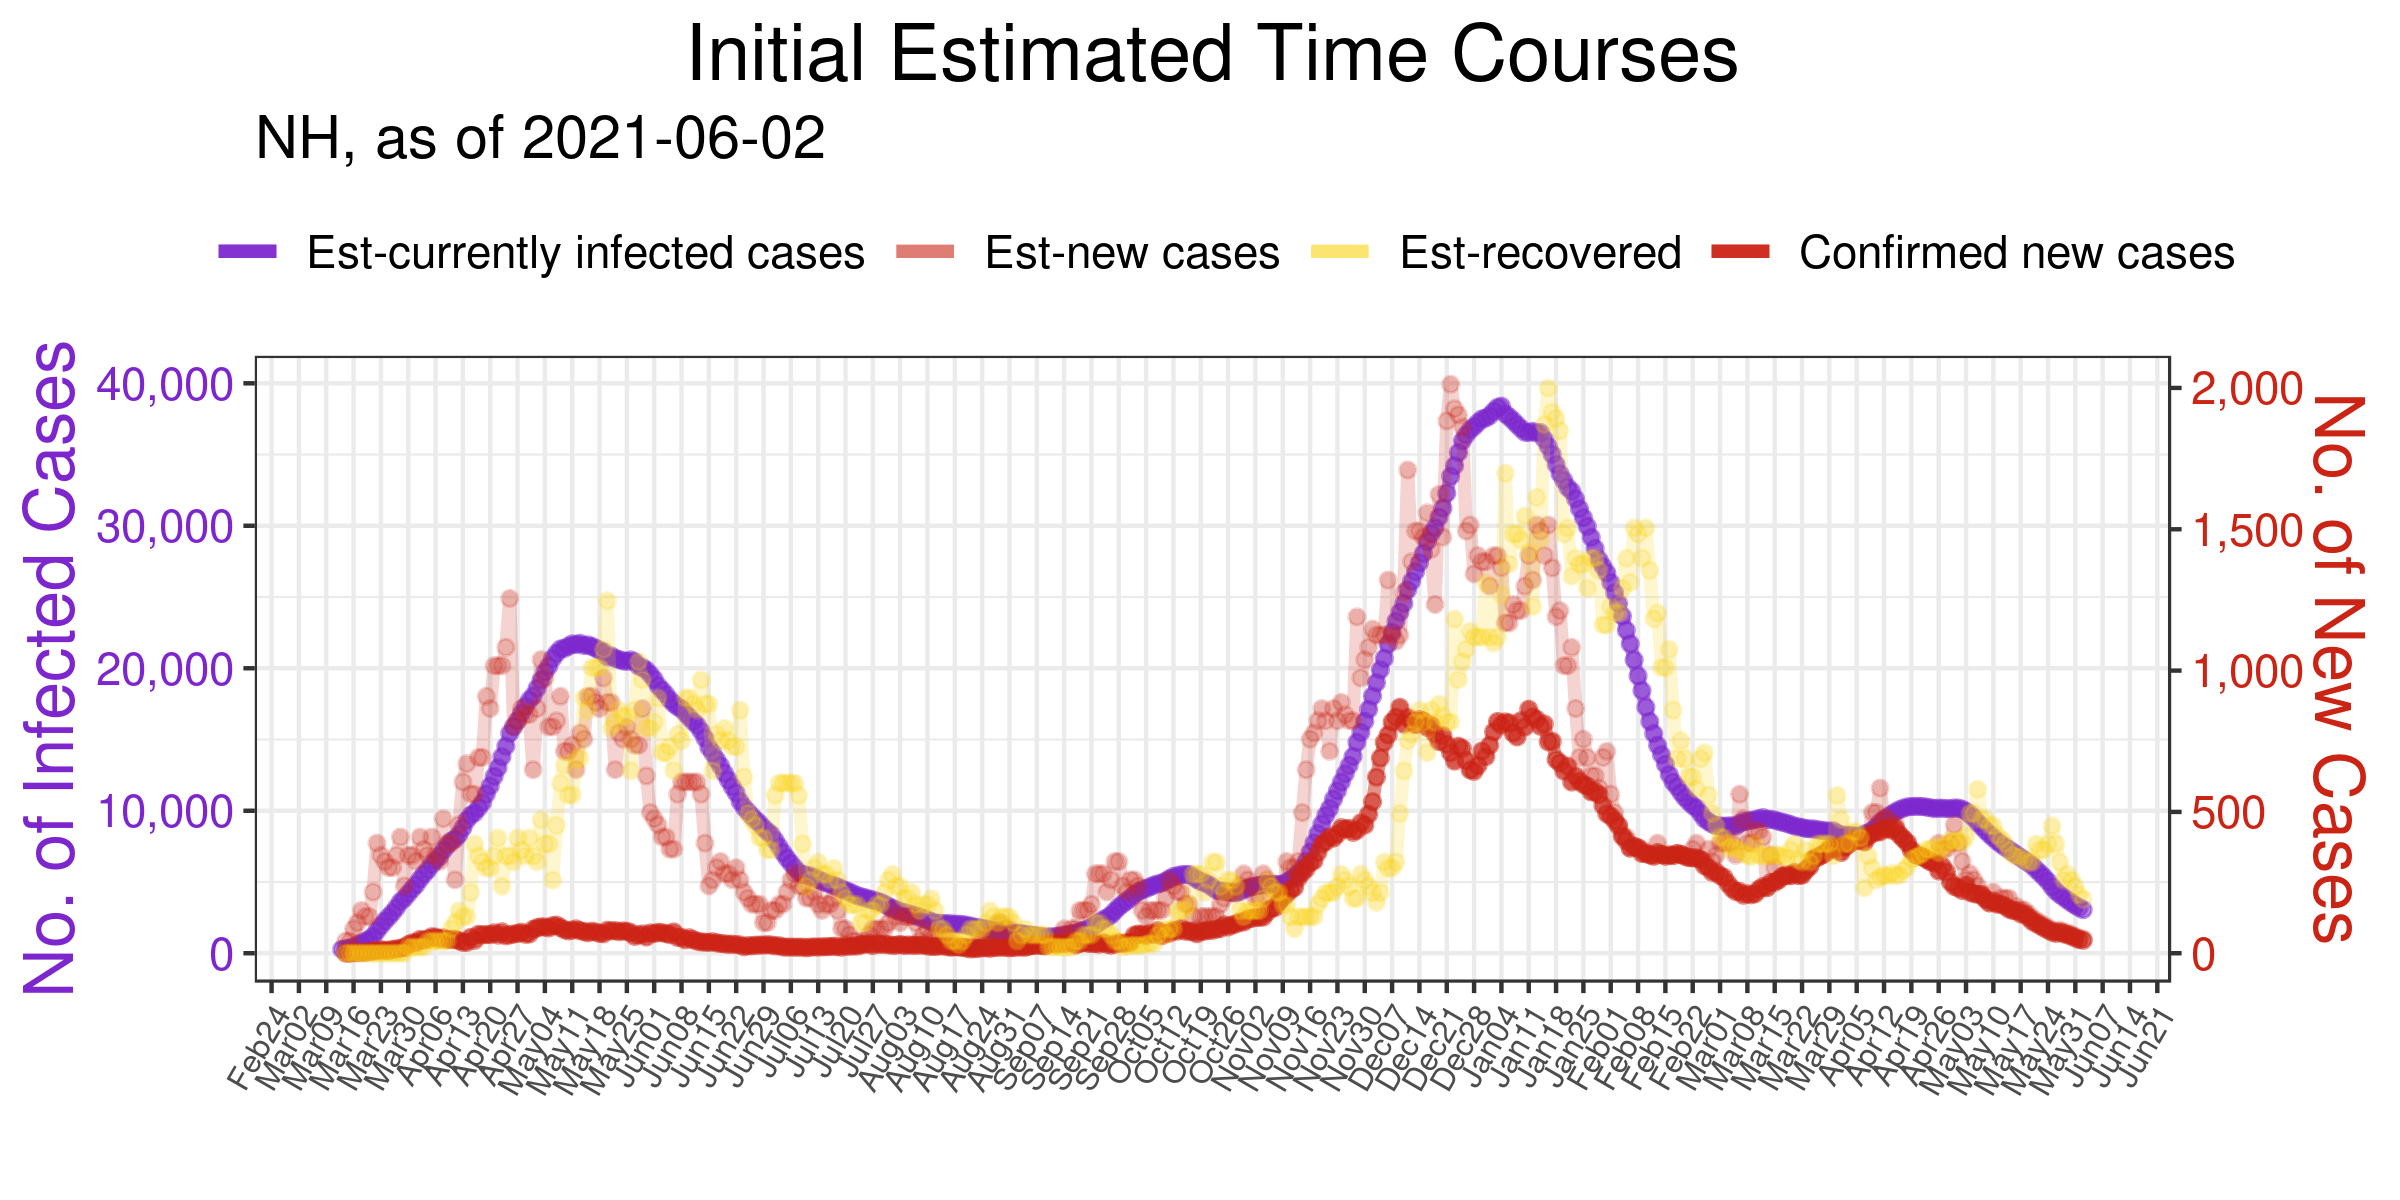 Initial Estimated Time Courses
NH, as of 2021-06-02
Est-currently infected cases Est-new cases Est-recovered Confirmed new cases
No. of Infected Cases
40,000
30,000
20,000
10,000
0
2,000
1,500
1,000
500
0
No. of New Cases
Feb24 Mar02 Mar09 Mar16 Mar23 Mar30 Apr06 Apr13 Apr20 Apr27 May04 May11 May18 May25 Jun01 Jun08 Jun15 Jun22 Jun29 Jul06 Jul13 Jul20 Jul27 Aug03 Aug10 Aug17 Aug24 Aug31 Sep07 Sep14 Sep21 Sep28 Oct05 Oct12 Oct19 Oct26 Nov02 Nov09 Nov16 Nov23 Nov30 Dec07 Dec14 Dec21 Dec28 Jan04 Jan11 Jan18 Jan25 Feb01 Feb08 Feb15 Feb22 Mar01 Mar08 Mar15 Mar22 Mar29 Apr05 Apr12 Apr19 Apr26 May03 May10 May17 May24 May31 Jun07 Jun14 Jun21